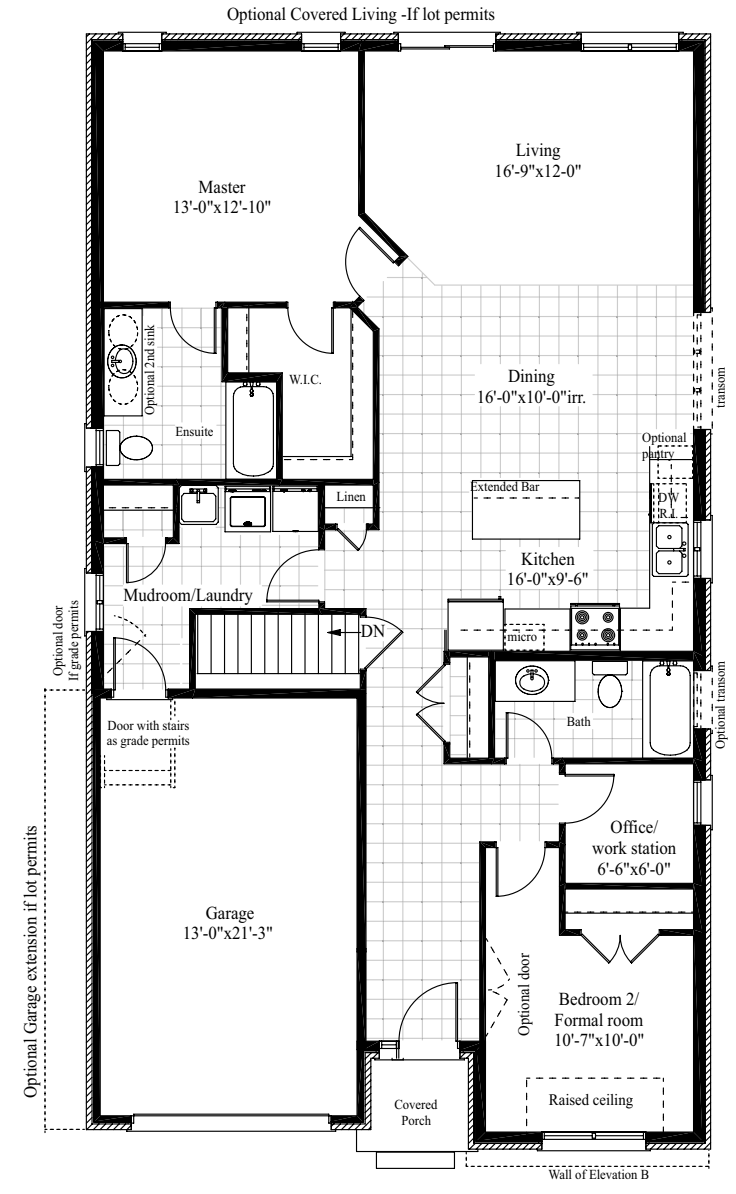 Optional Covered Living -If lot permits
Living
16'-9"x12'-0"
Master
13'-0"x12'-10"
Optional 2nd sink
W.I.C.
Ensuite
Dining
16'-0"x10'-0"irr.
transom
Optional
pantry
Extended Bar
DW
R.I.
Linen
Kitchen
16'-0"x9'-6"
Mudroom/Laundry
Optional door
If grade permits
DN
micro
Bath
Optional transom
Door with stairs
as grade permits
Office/
work station
6'-6"x6'-0"
Optional Garage extension if lot permits
Garage
13'-0"x21'-3"
Optional door
Bedroom 2/
Formal room
10'-7"x10'-0"
Raised ceiling
Covered
Porch
Wall of Elevation B